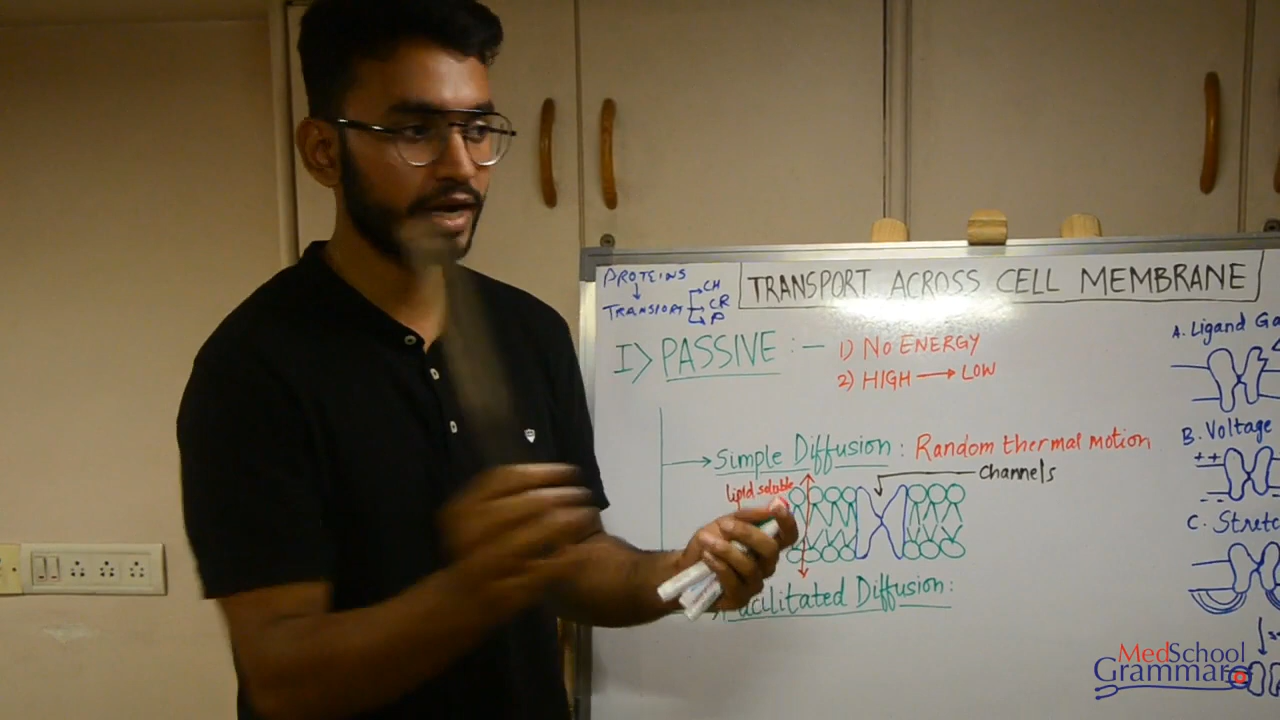 PROTEINS
TRANSPORT
CH
CR
P
TRANSPORT ACROSS CELL MEMBRANE
I> PASSIVE :—
1) NO ENERGY
2) HIGH → LOW
Simple Diffusion : Random thermal motion
channels
lipid soluble
Facilitated Diffusion :
A. Ligand Ga
B. Voltage
++
--
C. Stretc
MedSchool
Grammar